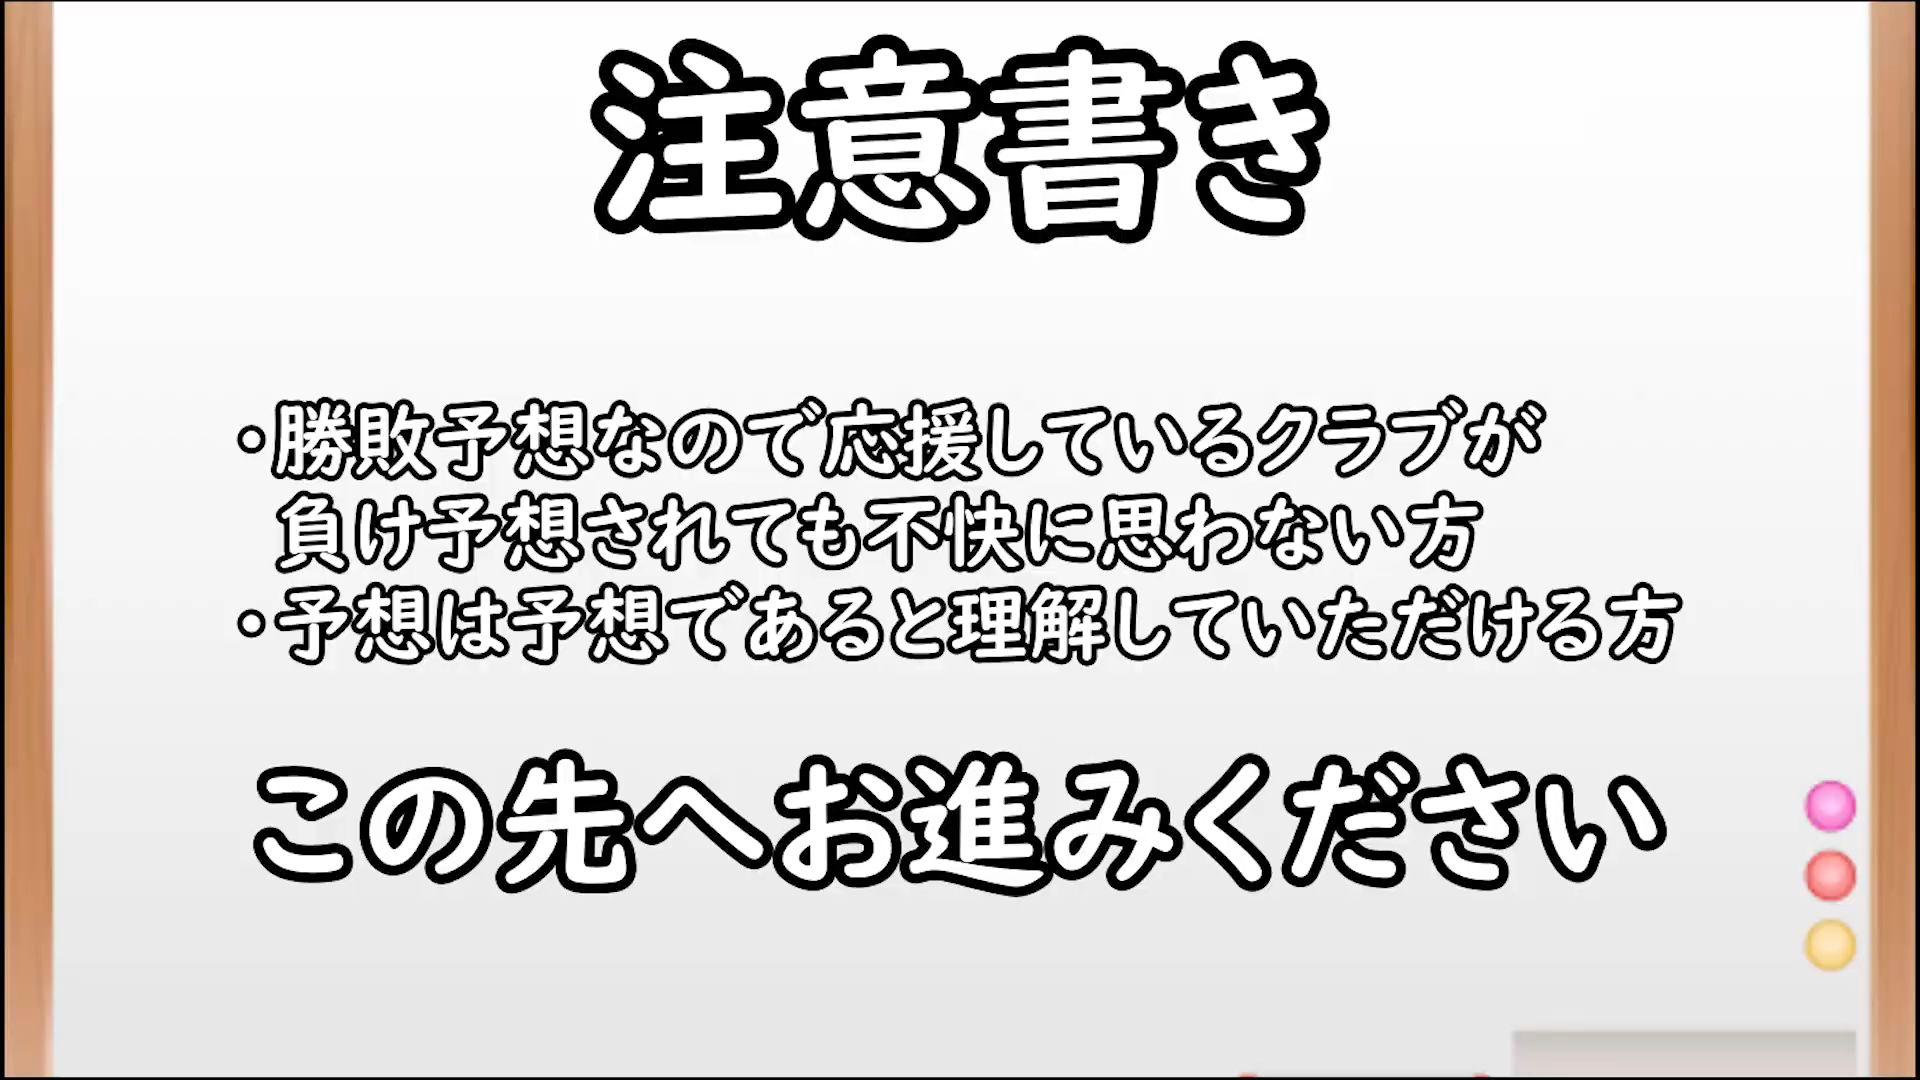 注意書き
・勝敗予想なので応援しているクラブが
負け予想されても不快に思わない方
・予想は予想であると理解していただける方
この先へお進みください